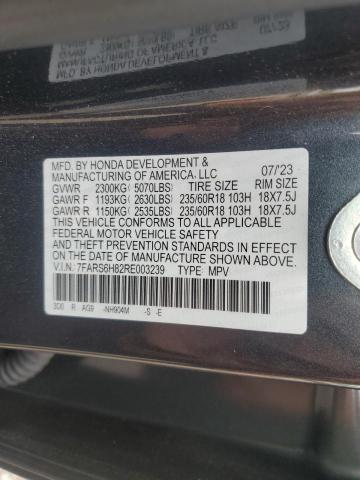 MFD. BY HONDA DEVELOPMENT &
MANUFACTURING OF AMERICA, LLC 07/23
GVWR 2300KG(5070LBS) TIRE SIZE RIM SIZE
GAWR F 1193KG(2630LBS) 235/60R18 103H 18X7.5J
GAWR R 1150KG(2535LBS) 235/60R18 103H 18X7.5J
THIS VEHICLE CONFORMS TO ALL APPLICABLE
FEDERAL MOTOR VEHICLE SAFETY
AND THEFT PREVENTION STANDARDS IN EFFECT
ON THE DATE OF MANUFACTURE SHOWN ABOVE.
V.I.N. 7FARS6H82RE003239 TYPE: MPV
3D0 R AG9 -NH904M -S -E